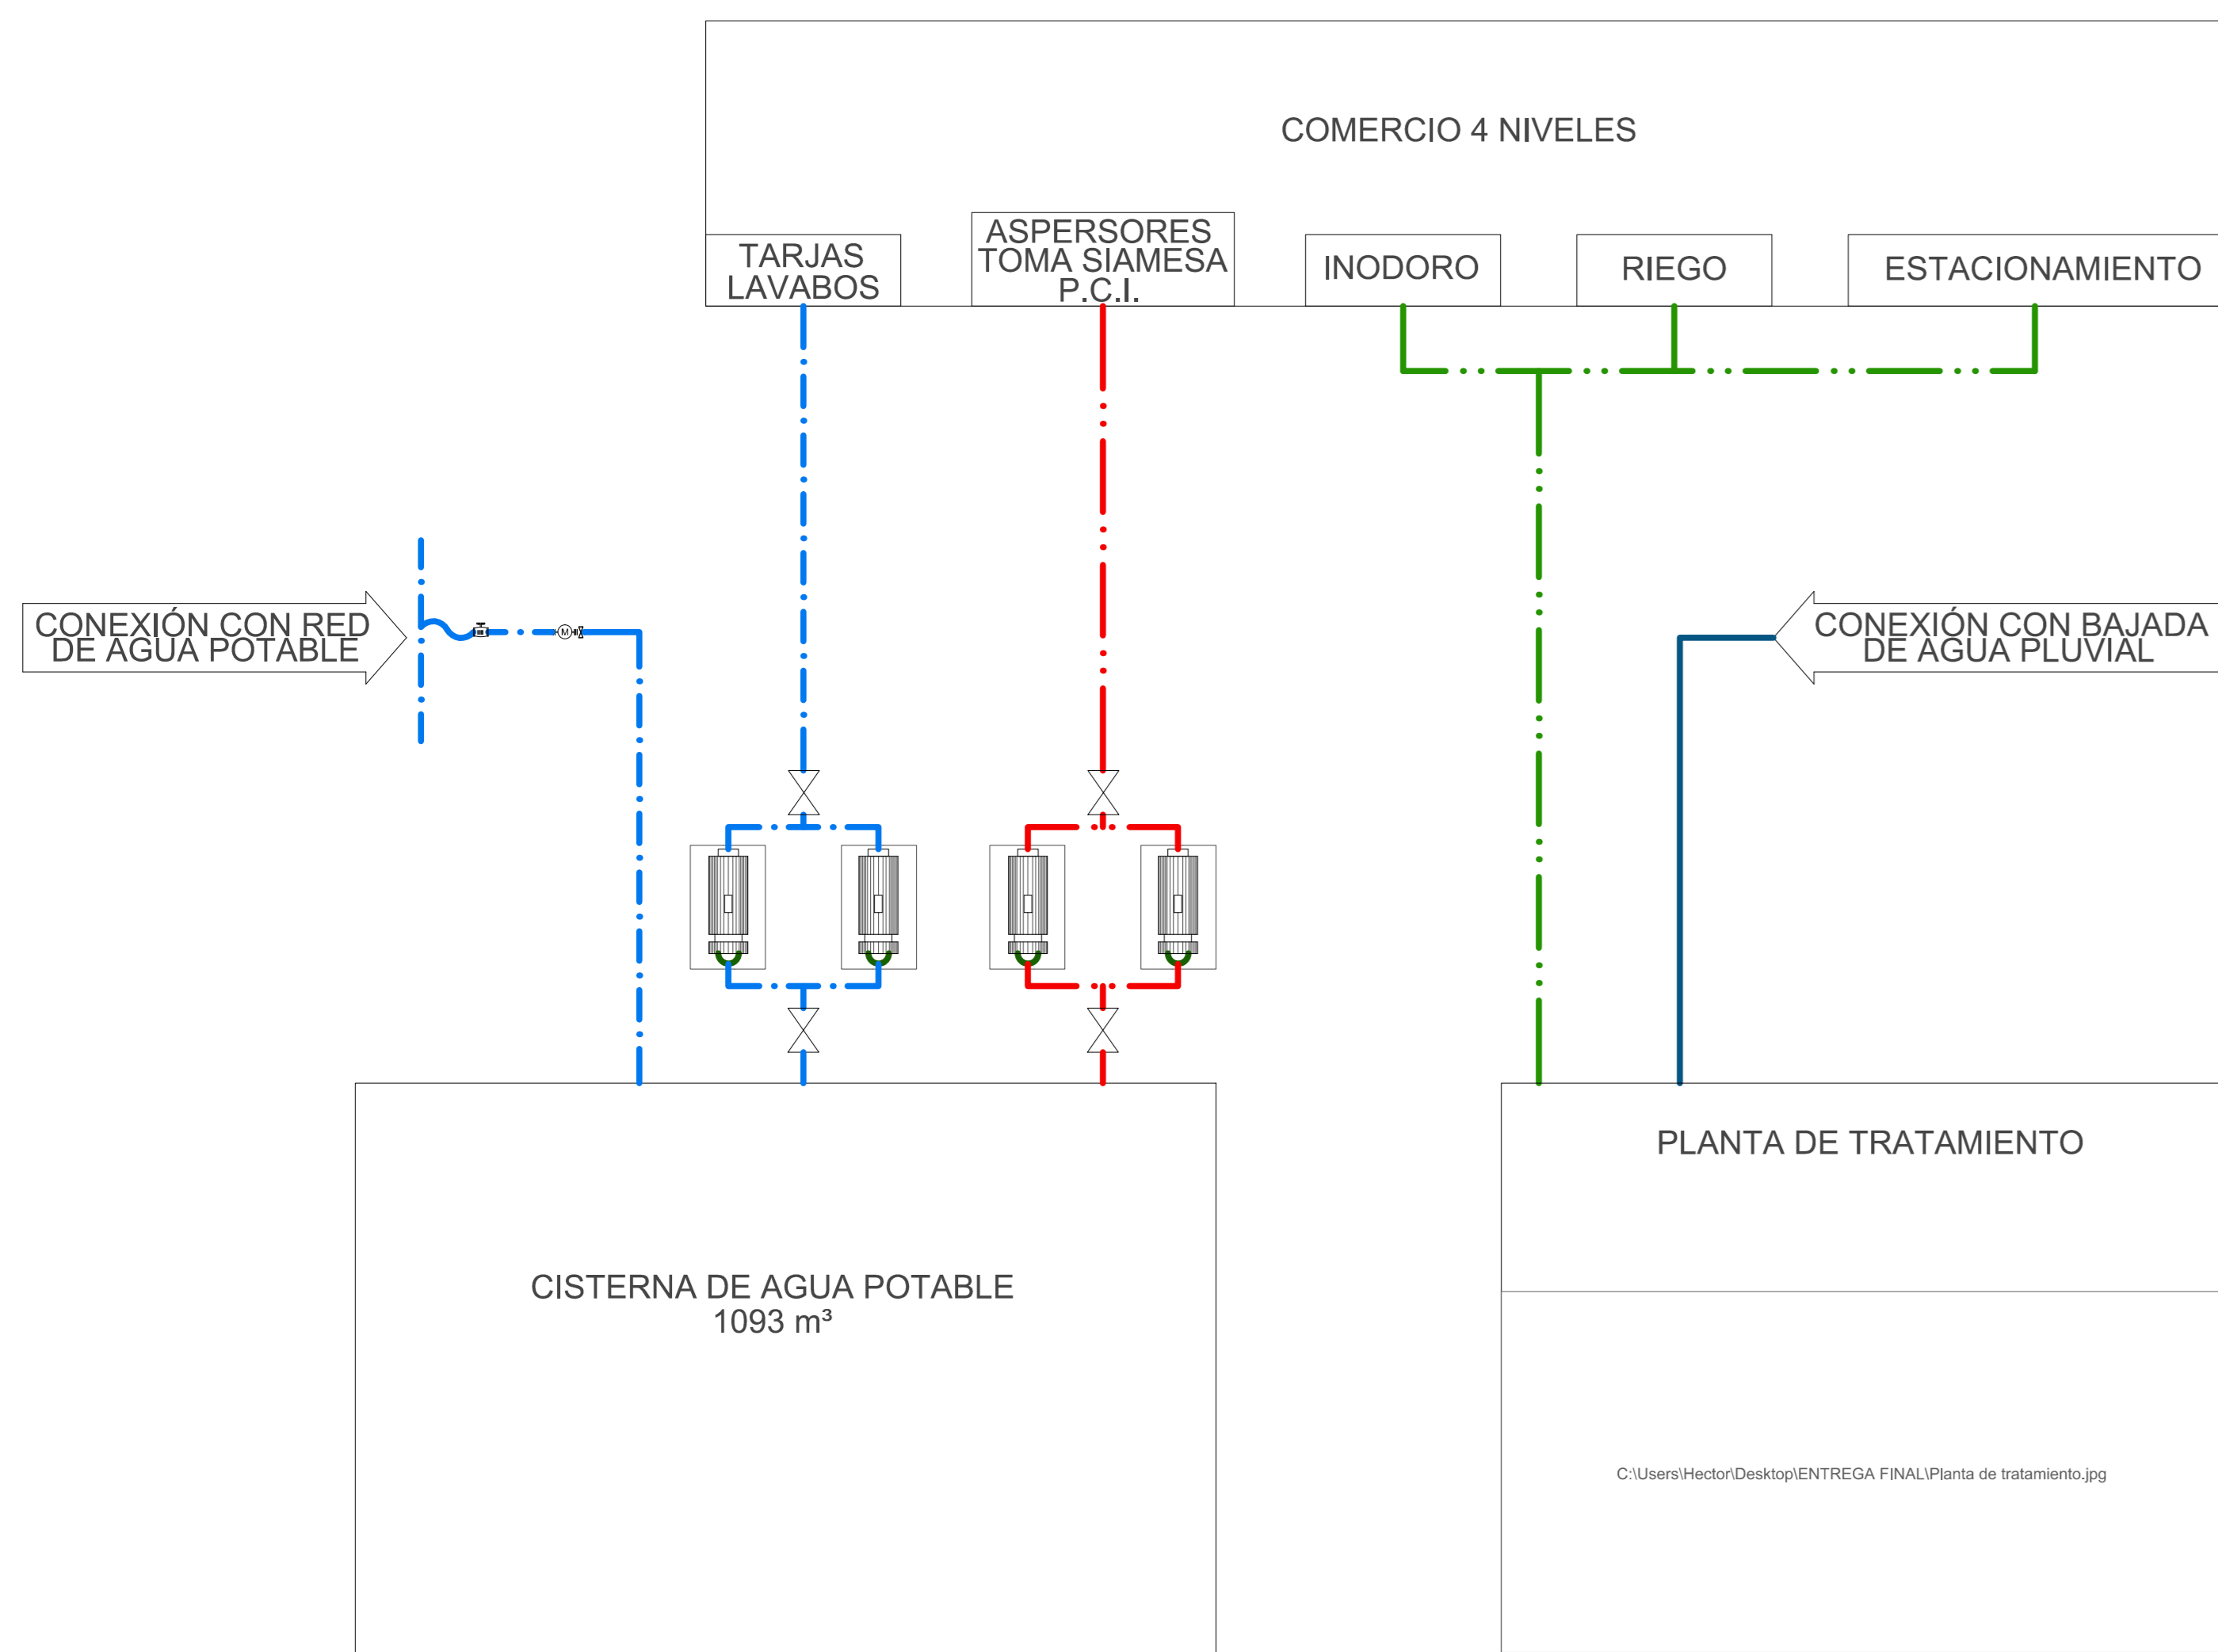 COMERCIO 4 NIVELES
TARJAS
LAVABOS
ASPERSORES
TOMA SIAMESA
P.C.I.
INODORO
RIEGO
ESTACIONAMIENTO
CONEXIÓN CON RED
DE AGUA POTABLE
M
CONEXIÓN CON BAJADA
DE AGUA PLUVIAL
PLANTA DE TRATAMIENTO
CISTERNA DE AGUA POTABLE
1093 m³
C:\Users\Hector\Desktop\ENTREGA FINAL\Planta de tratamiento.jpg